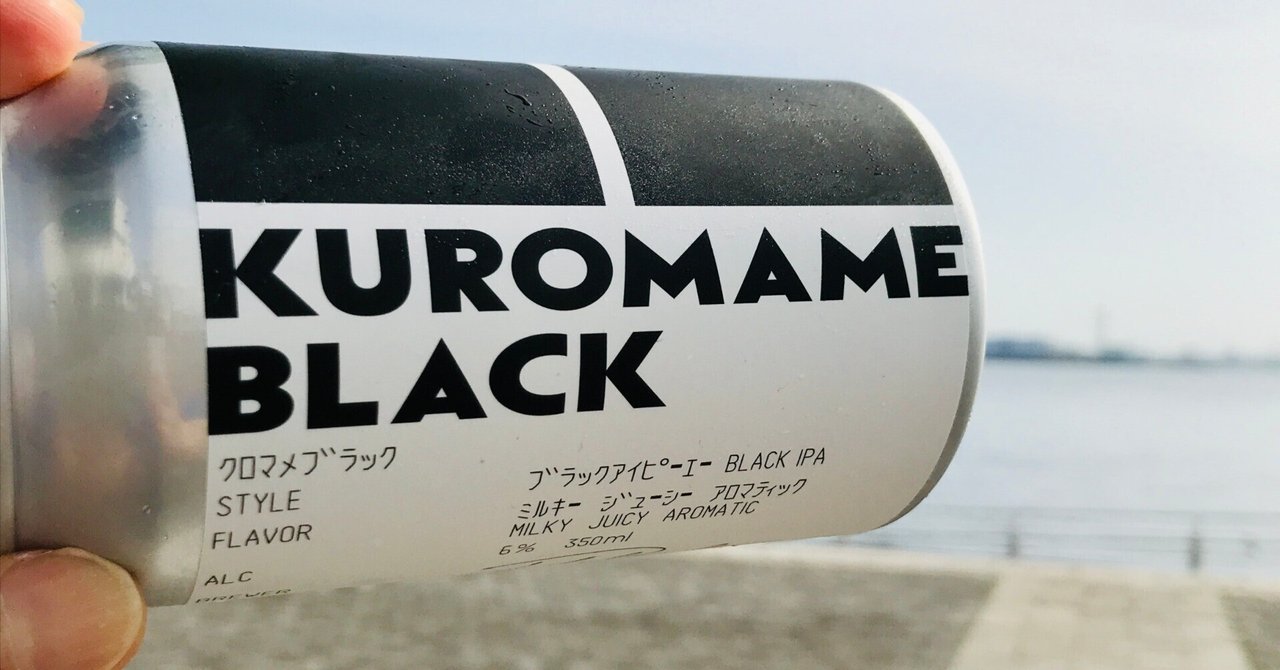 KUROMAME
BLACK
クロマメブラック
STYLE ブラックアイピーエー BLACK IPA
FLAVOR ミルキー ジューシー アロマティック
MILKY JUICY AROMATIC
ALC 6% 350ml
BREWER